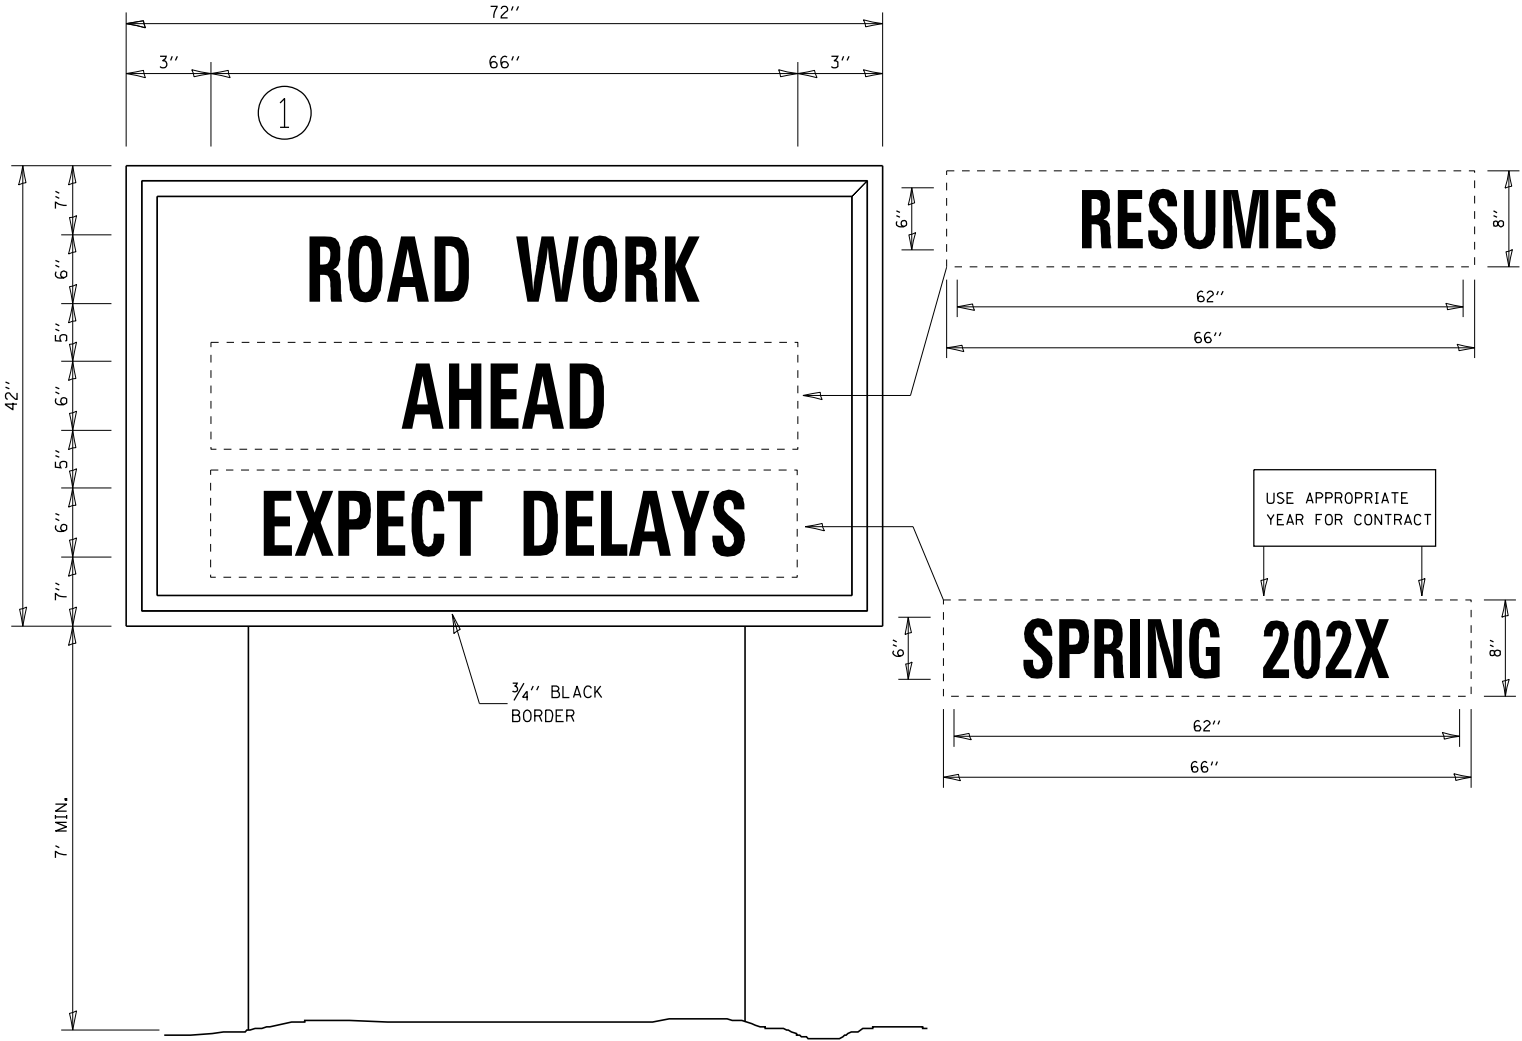 72''
3'' 66'' 3''
1
7''
6''
5''
6''
5''
6''
7''
42''
7' MIN.
ROAD WORK
AHEAD
EXPECT DELAYS
3/4'' BLACK
BORDER
RESUMES
6''
8''
62''
66''
USE APPROPRIATE
YEAR FOR CONTRACT
SPRING 202X
6''
8''
62''
66''